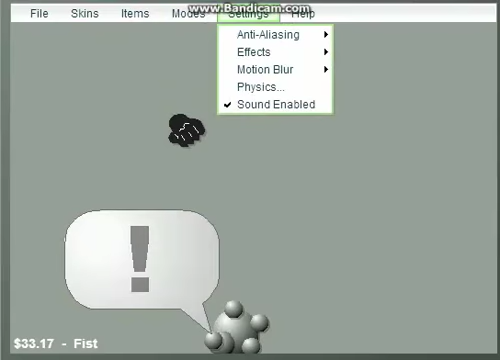 www.Bandicam.com
File Skins Items Modes Settings Help
Anti-Aliasing
Effects
Motion Blur
Physics...
Sound Enabled
!
$33.17 - Fist